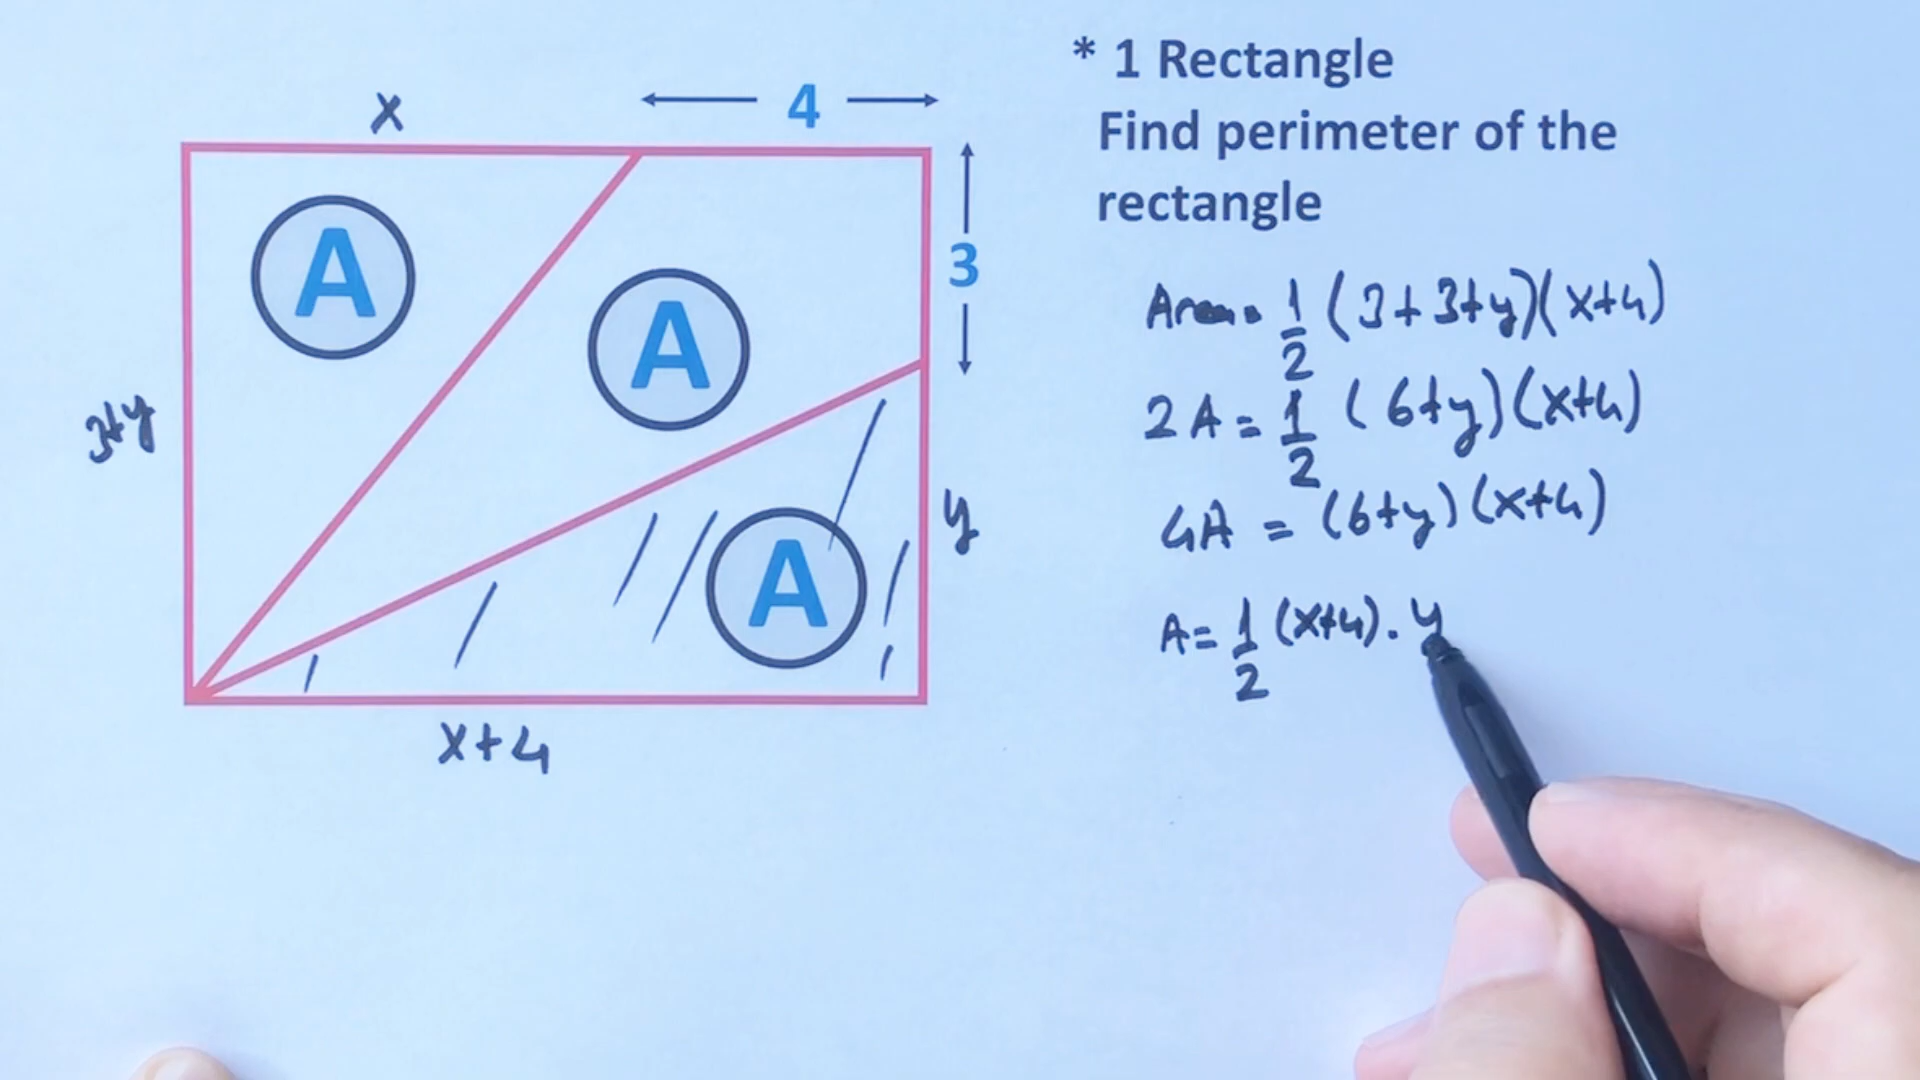 * 1 Rectangle
Find perimeter of the
rectangle
x
4
A
A
3
3+y
A
y
x+4
Area = 1/2 (3+3+y)(x+4)
2A = 1/2 (6+y)(x+4)
4A = (6+y)(x+4)
A = 1/2 (x+4) . y